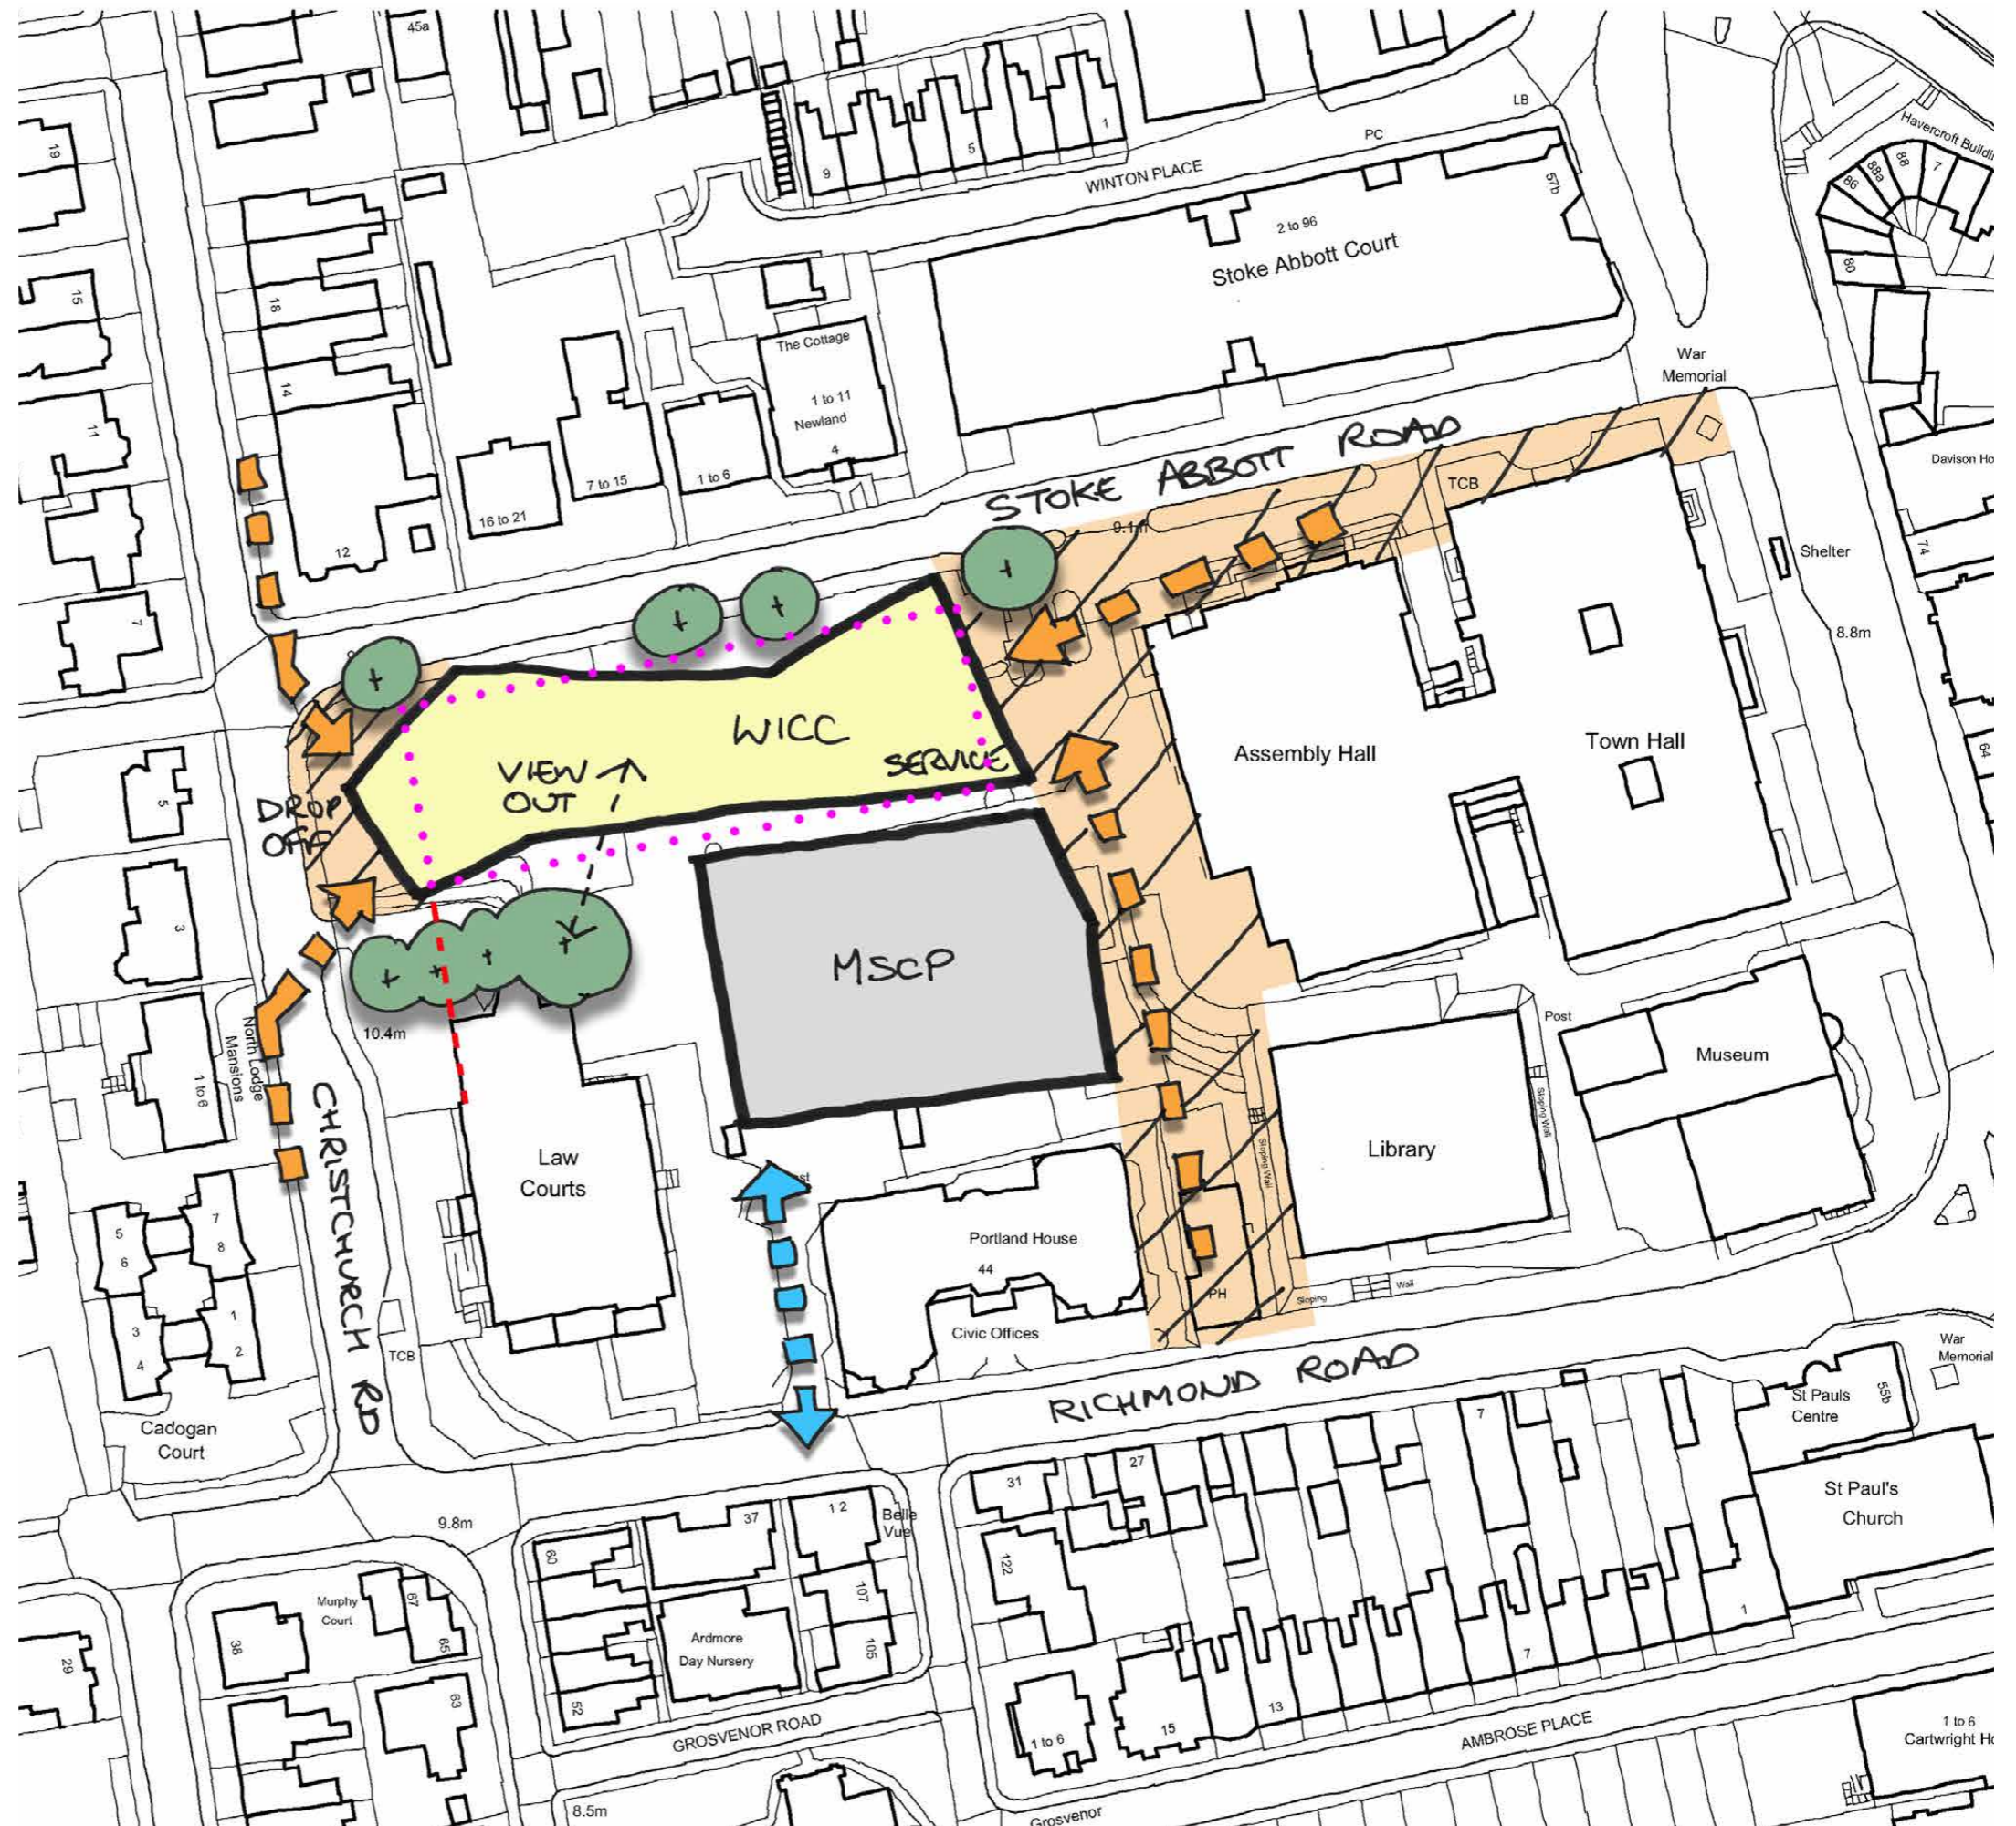 45a
19
9
5
1
WINTON PLACE
PC
LB
57b
2 to 96
Stoke Abbott Court
86
88a
88
7
80
15
18
14
11
12
The Cottage
1 to 11
Newland
4
16 to 21
7 to 15
1 to 6
War
Memorial
STOKE ABBOTT ROAD
9.1m
TCB
74
Shelter
7
8.8m
WICC
SERVICE
VIEW
OUT
DROP
OFF
Assembly Hall
Town Hall
64
5
3
MSCP
10.4m
North Lodge
Mansions
1 to 6
CHRISTCHURCH RD
Post
Museum
Sloping Wall
Sloping Wall
Library
Law
Courts
Portland House
44
Civic Offices
PH
Sloping
Wall
5
6
7
8
3
4
1
2
TCB
Cadogan
Court
RICHMOND ROAD
War
Memorial
St Pauls
Centre
55b
St Paul's
Church
9.8m
60
37
1 2
Belle
Vue
31
27
7
122
107
105
Murphy
Court
67
65
38
63
29
Ardmore
Day Nursery
52
GROSVENOR ROAD
1 to 6
15
13
7
1
AMBROSE PLACE
1 to 6
8.5m
Grosvenor